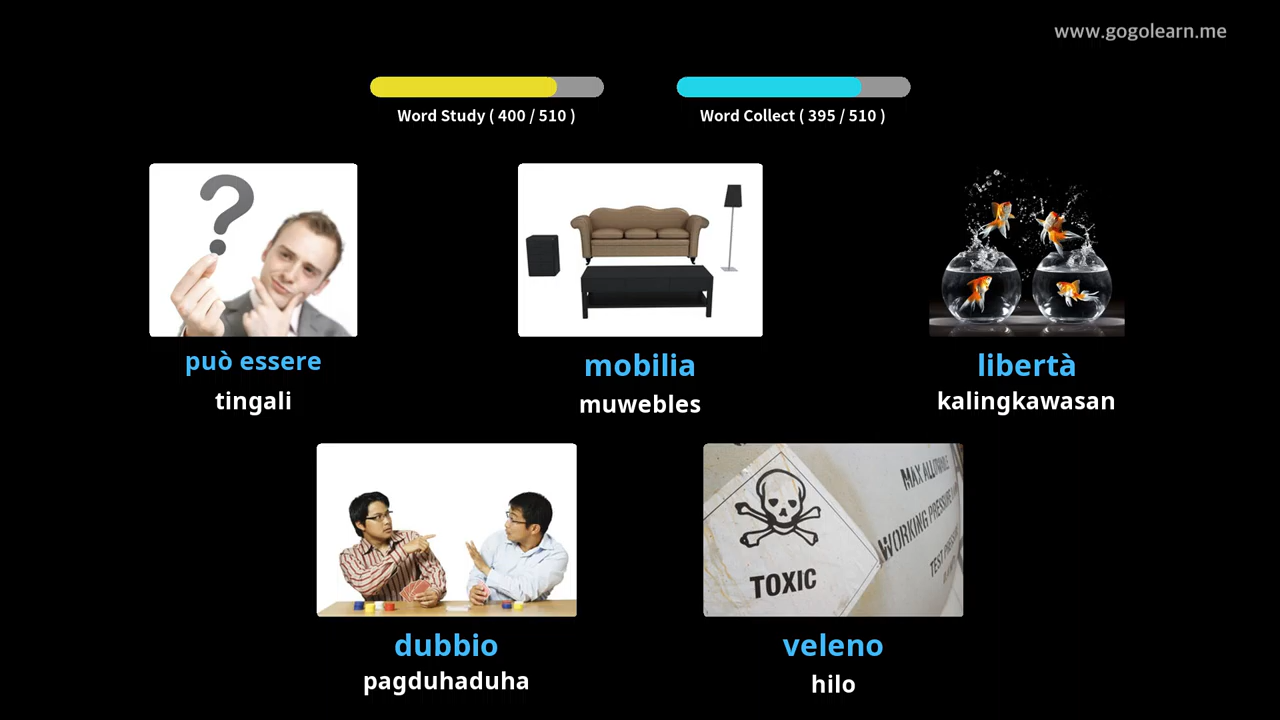 www.gogolearn.me
Word Study ( 400 / 510 )
Word Collect ( 395 / 510 )
può essere
tingali
mobilia
muwebles
libertà
kalingkawasan
MAX ALLOWABLE
WORKING PRESSURE
TEST PRESSURE
TOXIC
dubbio
pagduhaduha
veleno
hilo